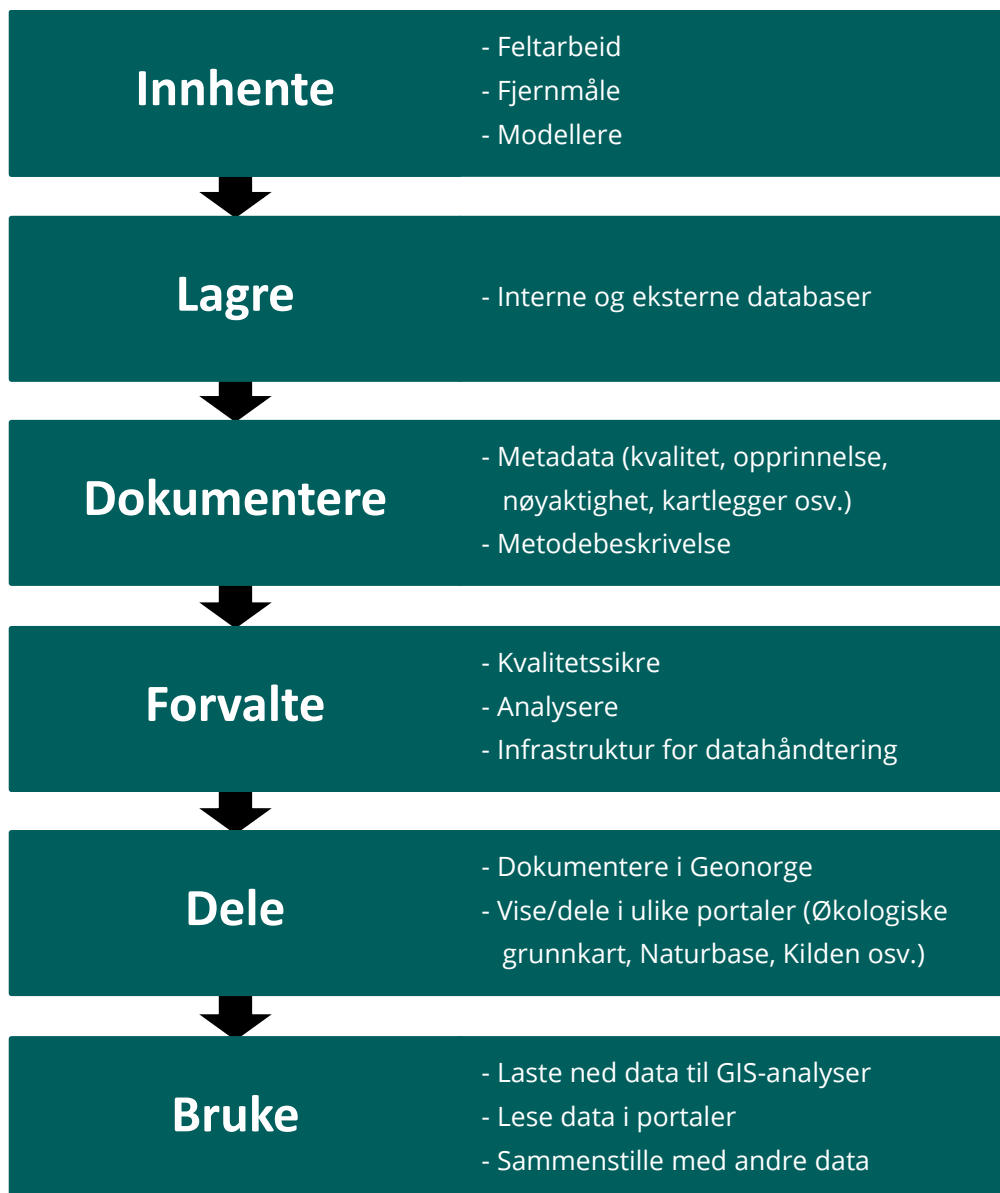 Innhente
- Feltarbeid
- Fjernmåle
- Modellere
Lagre
- Interne og eksterne databaser
Dokumentere
- Metadata (kvalitet, opprinnelse,
nøyaktighet, kartlegger osv.)
- Metodebeskrivelse
Forvalte
- Kvalitetssikre
- Analysere
- Infrastruktur for datahåndtering
Dele
- Dokumentere i Geonorge
- Vise/dele i ulike portaler (Økologiske
grunnkart, Naturbase, Kilden osv.)
Bruke
- Laste ned data til GIS-analyser
- Lese data i portaler
- Sammenstille med andre data